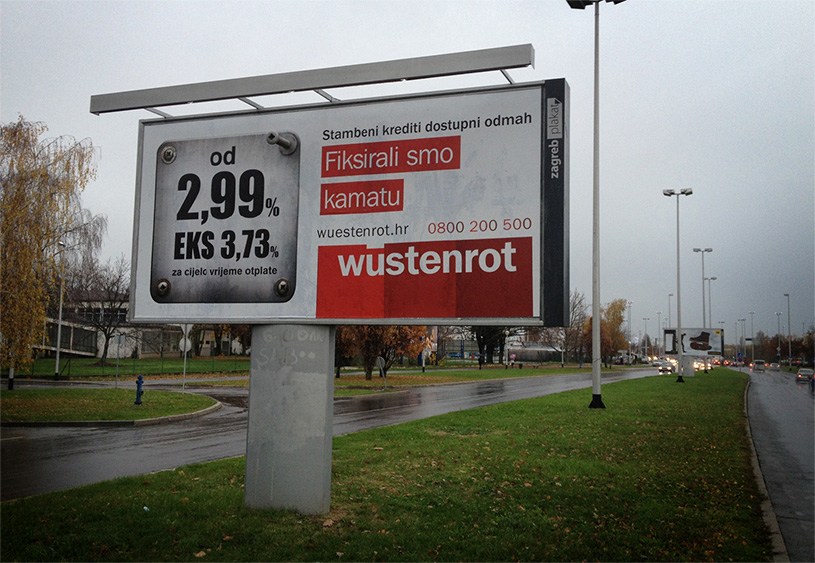 od
2,99%
EKS 3,73%
za cijelo vrijeme otplate
Stambeni krediti dostupni odmah
Fiksirali smo
kamatu
wuestenrot.hr 0800 200 500
wustenrot
zagreb plakat